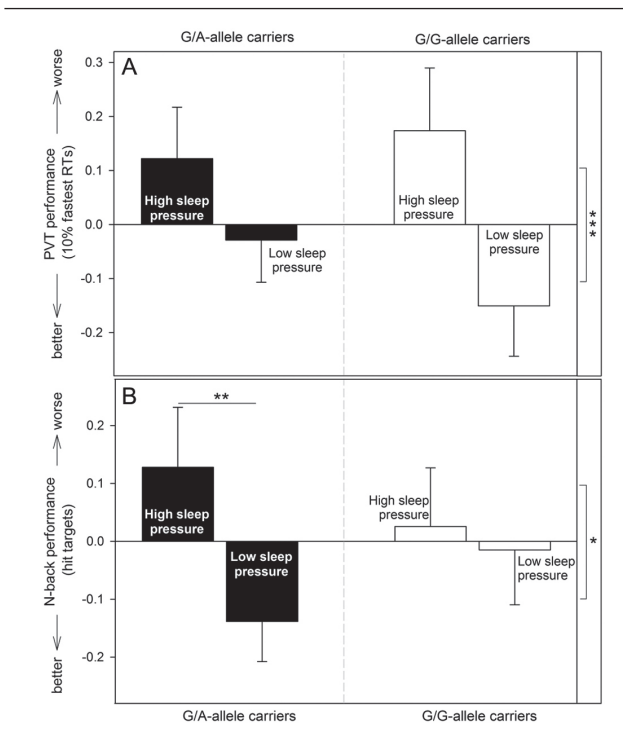 G/A-allele carriers
G/G-allele carriers
A
better <— PVT performance —> worse
(10% fastest RTs)
0.3
0.2
0.1
0.0
-0.1
-0.2
High sleep
pressure
Low sleep
pressure
High sleep
pressure
Low sleep
pressure
***
B
better <— N-back performance —> worse
(hit targets)
0.2
0.1
0.0
-0.1
-0.2
**
High sleep
pressure
Low sleep
pressure
High sleep
pressure
Low sleep
pressure
*
G/A-allele carriers
G/G-allele carriers